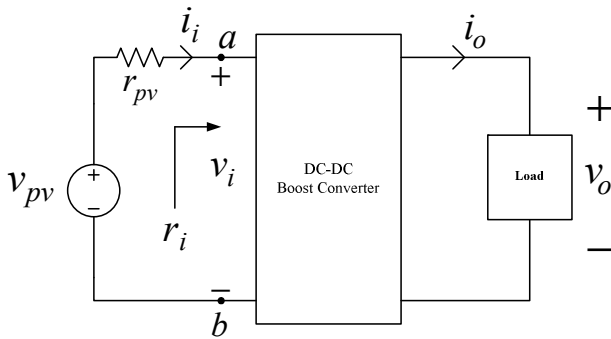 i_i a i_o
r_pv + +
v_pv + − r_i v_i DC-DC
Boost Converter Load v_o
− −
b